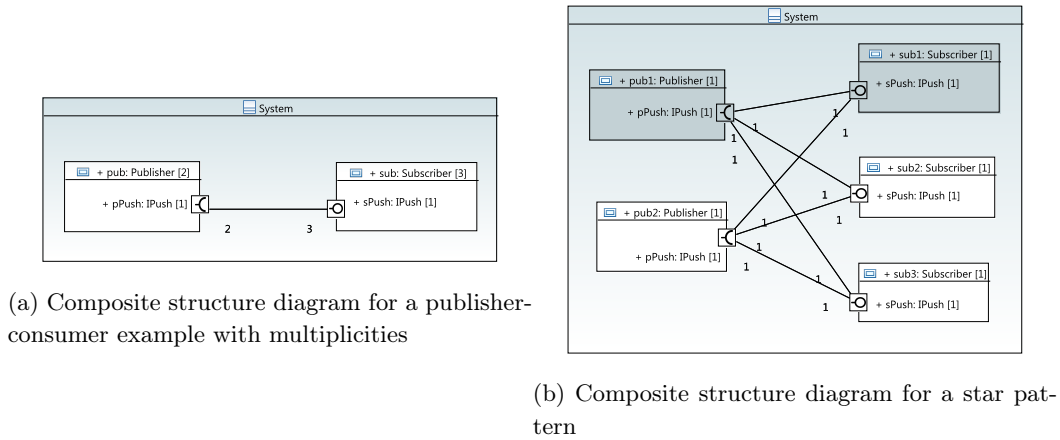 System
+ pub: Publisher [2]
+ pPush: IPush [1]
+ sub: Subscriber [3]
+ sPush: IPush [1]
2
3
(a) Composite structure diagram for a publisher-
consumer example with multiplicities
System
+ pub1: Publisher [1]
+ pPush: IPush [1]
+ sub1: Subscriber [1]
+ sPush: IPush [1]
1
1
1
1
1
+ sub2: Subscriber [1]
+ sPush: IPush [1]
1
1
+ pub2: Publisher [1]
+ pPush: IPush [1]
1
1
1
+ sub3: Subscriber [1]
+ sPush: IPush [1]
1
1
(b) Composite structure diagram for a star pat-
tern